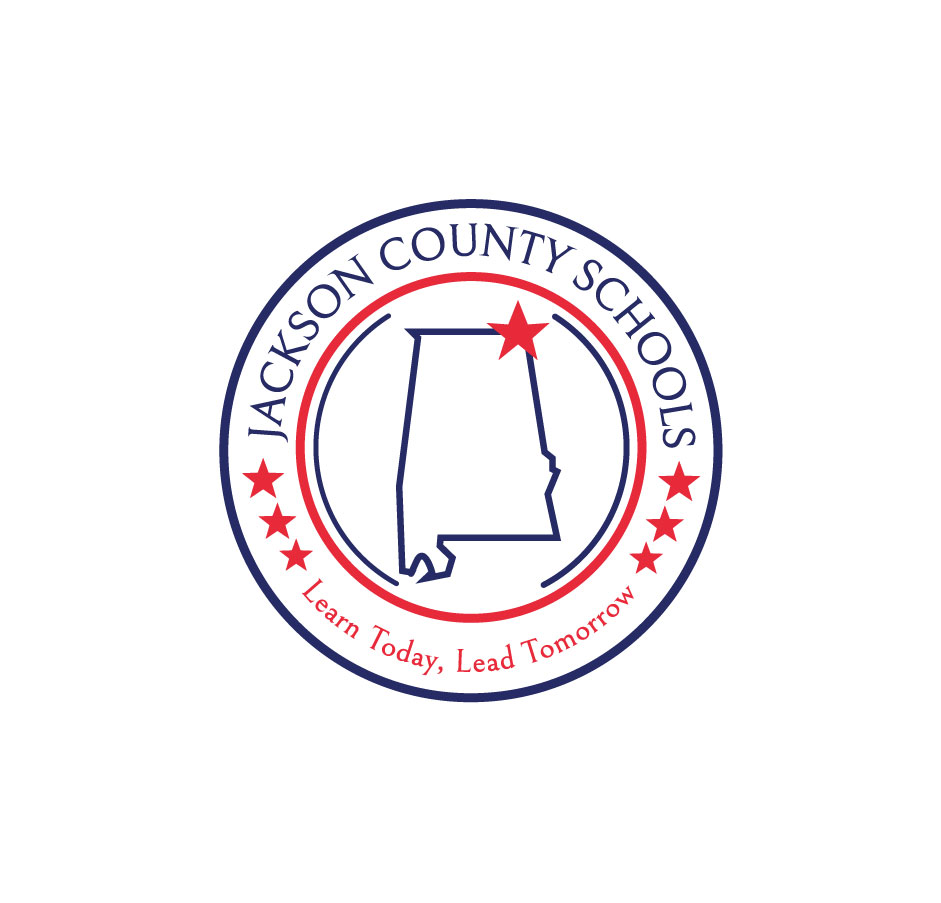 JACKSON COUNTY SCHOOLS
Learn Today, Lead Tomorrow